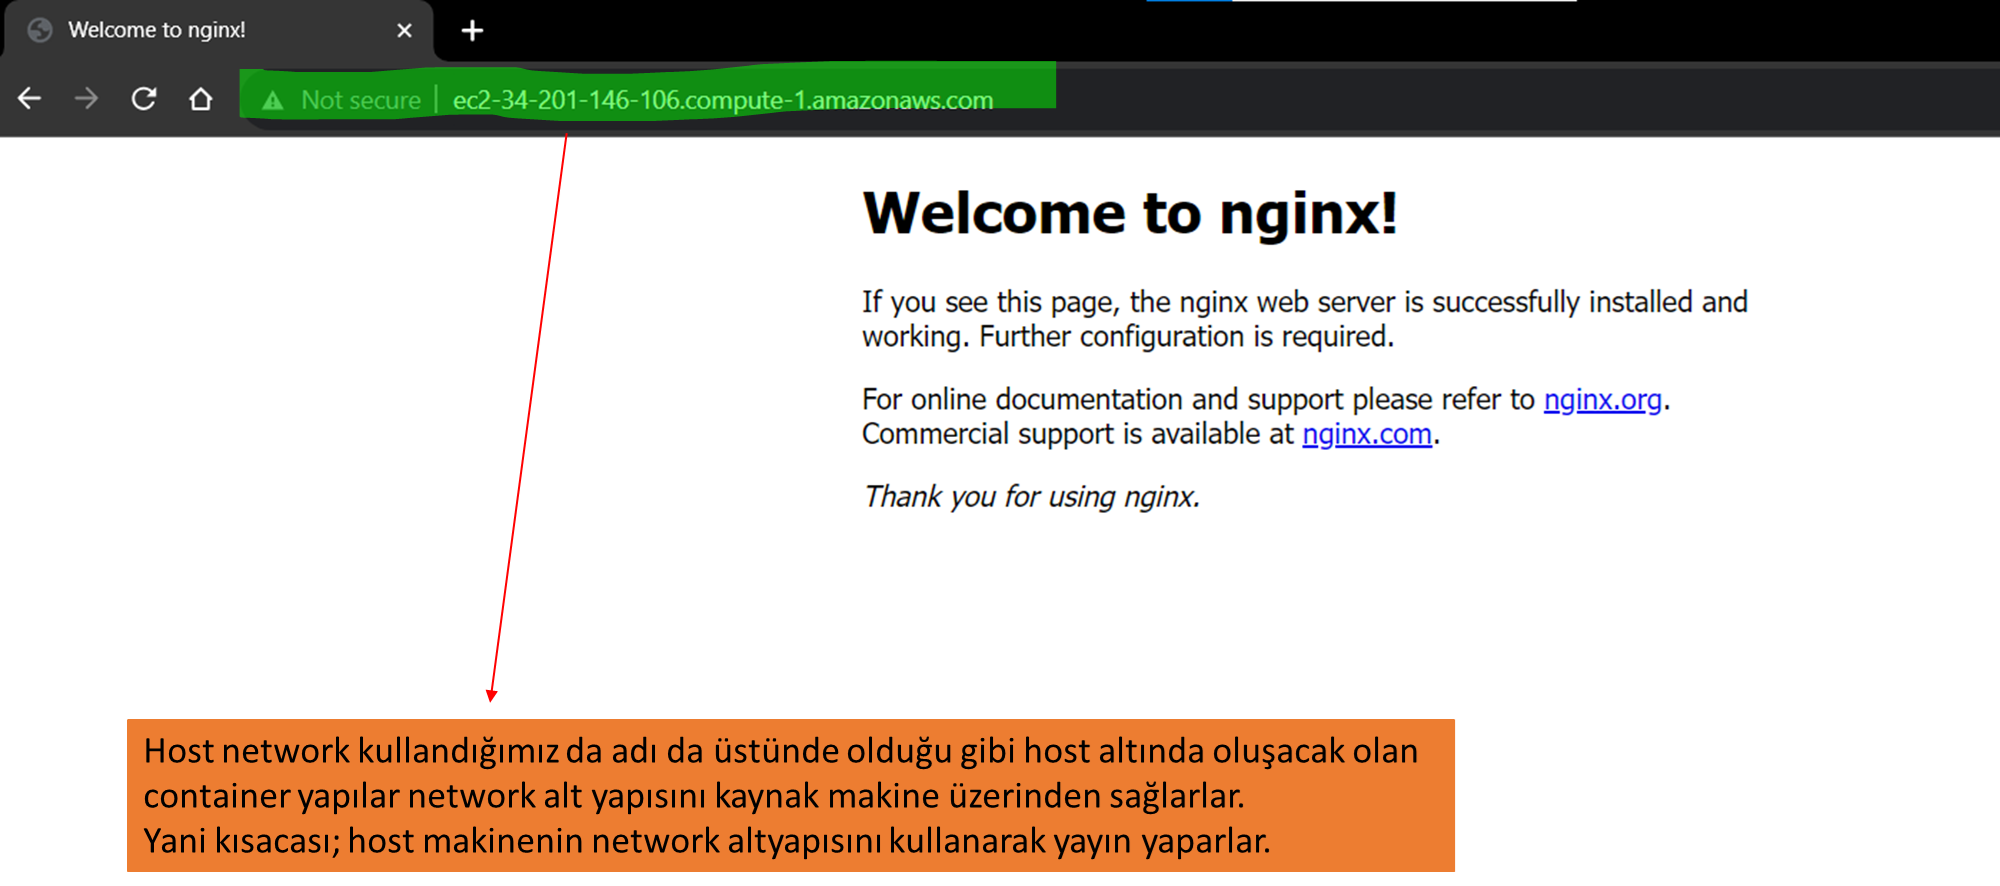 Welcome to nginx!
Not secure | ec2-34-201-146-106.compute-1.amazonaws.com
Welcome to nginx!
If you see this page, the nginx web server is successfully installed and
working. Further configuration is required.
For online documentation and support please refer to nginx.org.
Commercial support is available at nginx.com.
Thank you for using nginx.
Host network kullandığımız da adı da üstünde olduğu gibi host altında oluşacak olan
container yapılar network alt yapısını kaynak makine üzerinden sağlarlar.
Yani kısacası; host makinenin network altyapısını kullanarak yayın yaparlar.